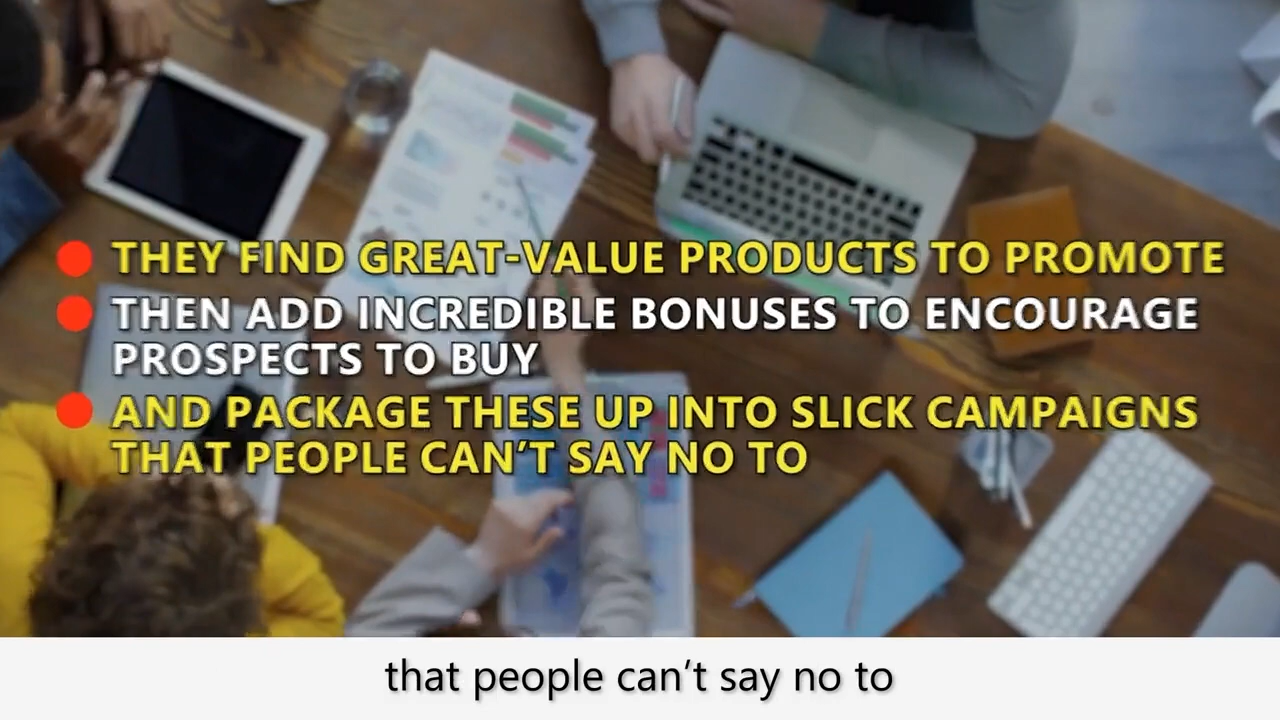 THEY FIND GREAT-VALUE PRODUCTS TO PROMOTE
THEN ADD INCREDIBLE BONUSES TO ENCOURAGE
PROSPECTS TO BUY
AND PACKAGE THESE UP INTO SLICK CAMPAIGNS
THAT PEOPLE CAN’T SAY NO TO
that people can’t say no to